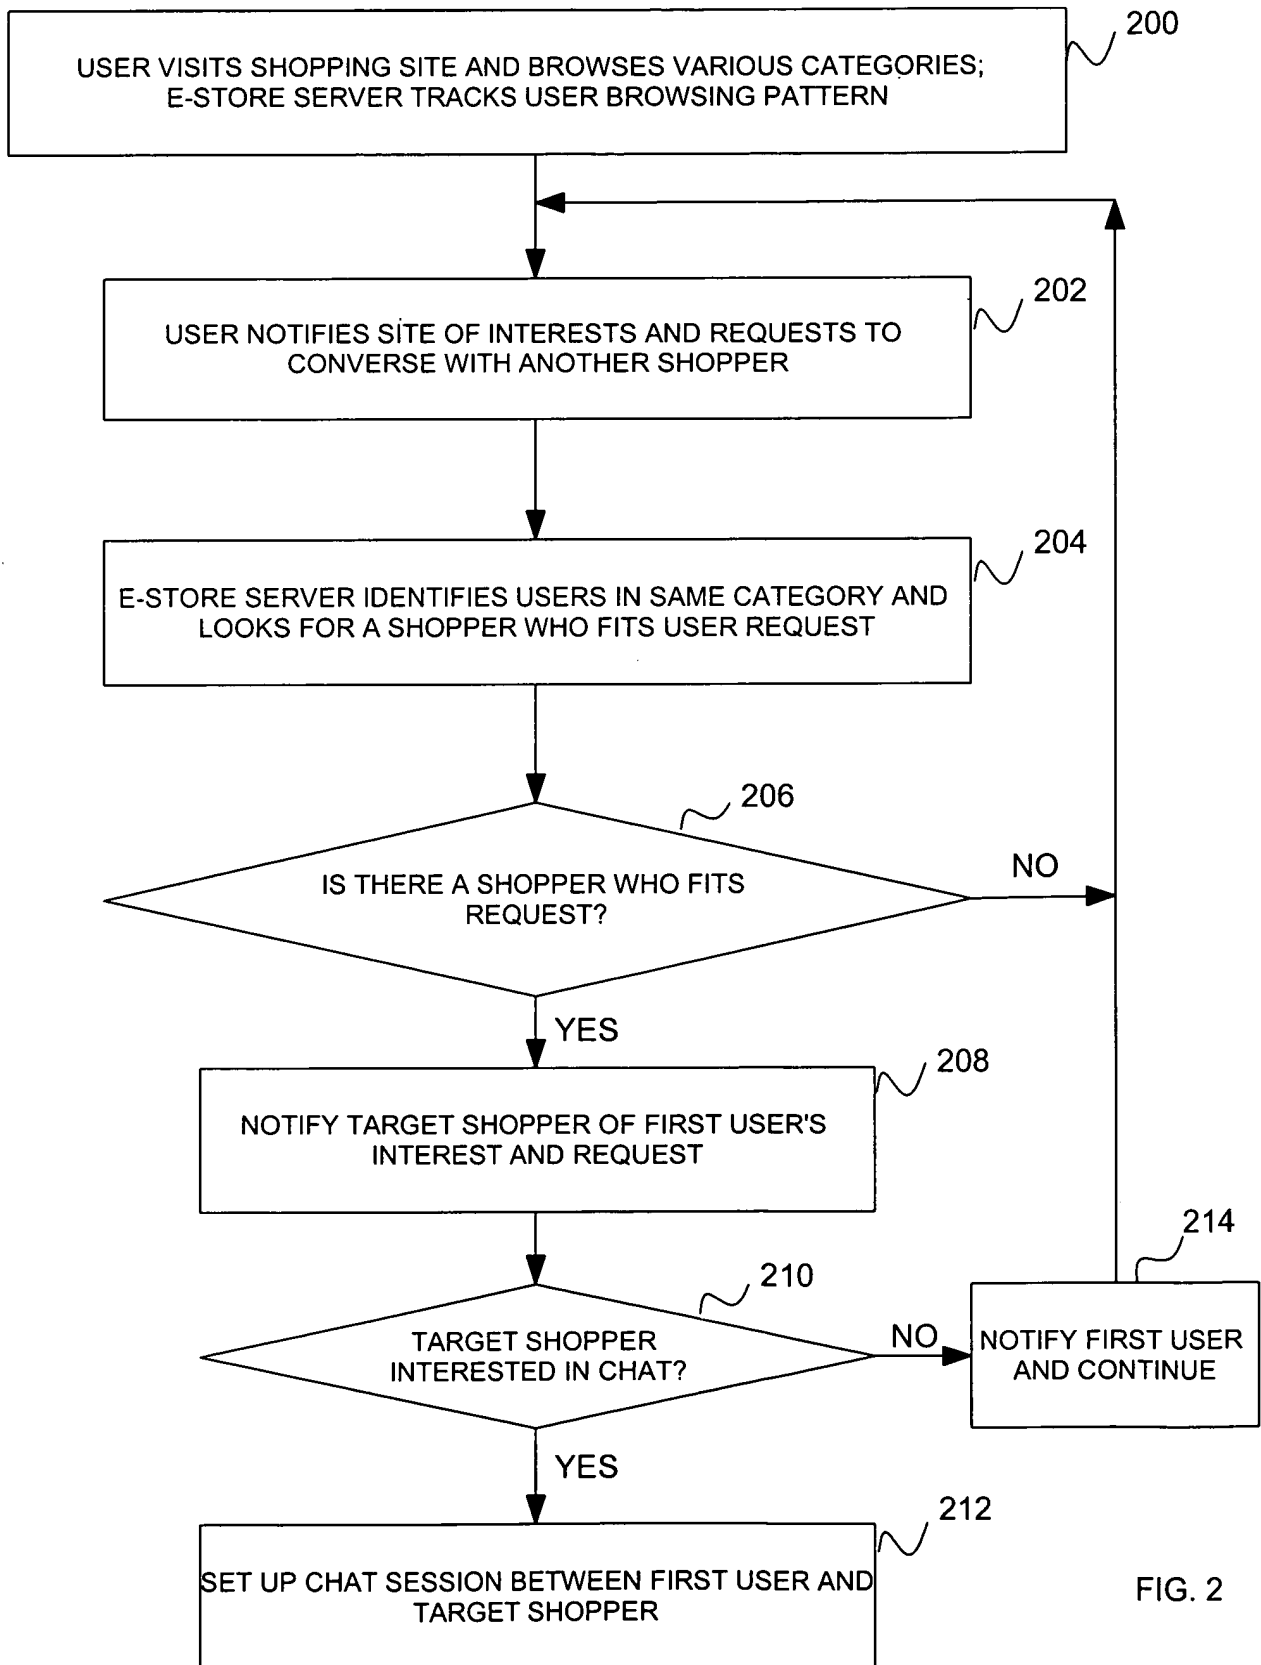 200
USER VISITS SHOPPING SITE AND BROWSES VARIOUS CATEGORIES;
E-STORE SERVER TRACKS USER BROWSING PATTERN
202
USER NOTIFIES SITE OF INTERESTS AND REQUESTS TO
CONVERSE WITH ANOTHER SHOPPER
204
E-STORE SERVER IDENTIFIES USERS IN SAME CATEGORY AND
LOOKS FOR A SHOPPER WHO FITS USER REQUEST
206
IS THERE A SHOPPER WHO FITS
REQUEST?
NO
YES
208
NOTIFY TARGET SHOPPER OF FIRST USER'S
INTEREST AND REQUEST
210
TARGET SHOPPER
INTERESTED IN CHAT?
NO
214
NOTIFY FIRST USER
AND CONTINUE
YES
212
SET UP CHAT SESSION BETWEEN FIRST USER AND
TARGET SHOPPER
FIG. 2